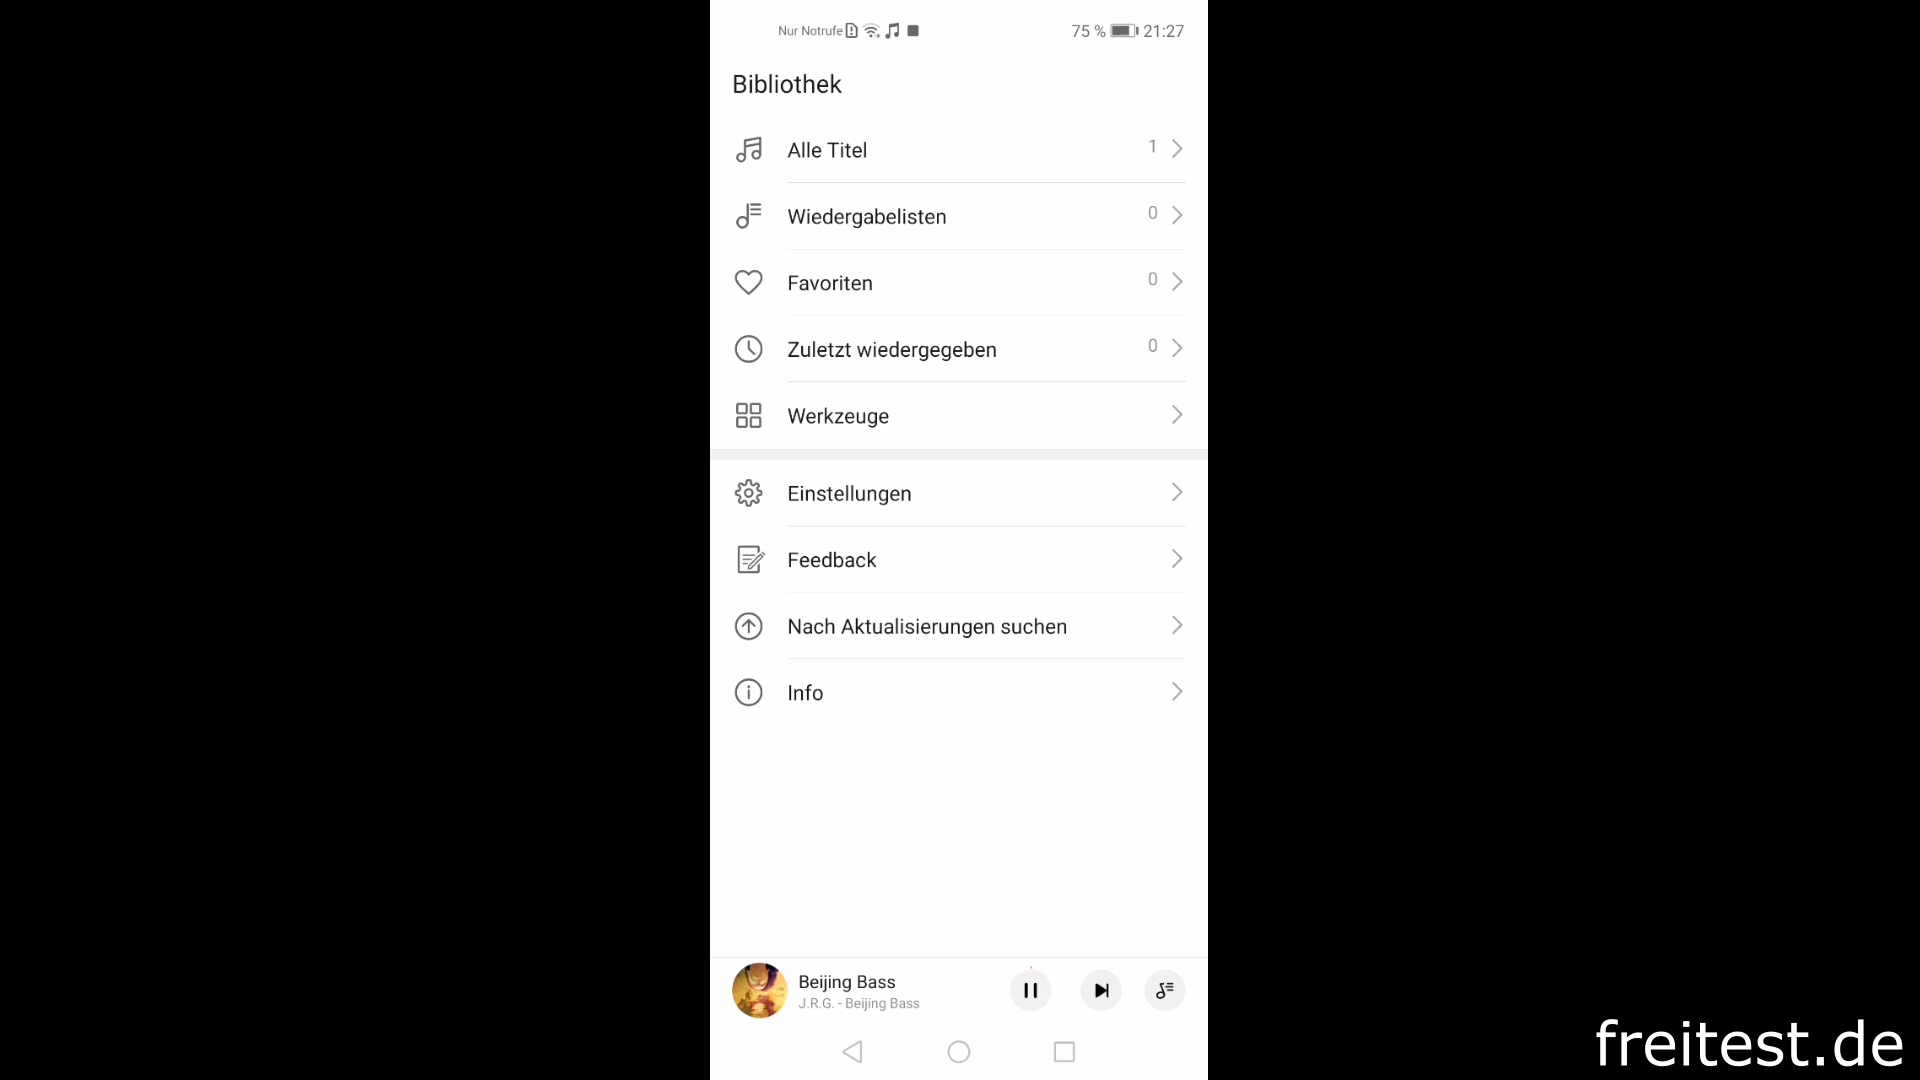 Nur Notrufe 75 % 21:27
Bibliothek
Alle Titel 1
Wiedergabelisten 0
Favoriten 0
Zuletzt wiedergegeben 0
Werkzeuge
Einstellungen
Feedback
Nach Aktualisierungen suchen
Info
Beijing Bass
J.R.G. - Beijing Bass
freitest.de